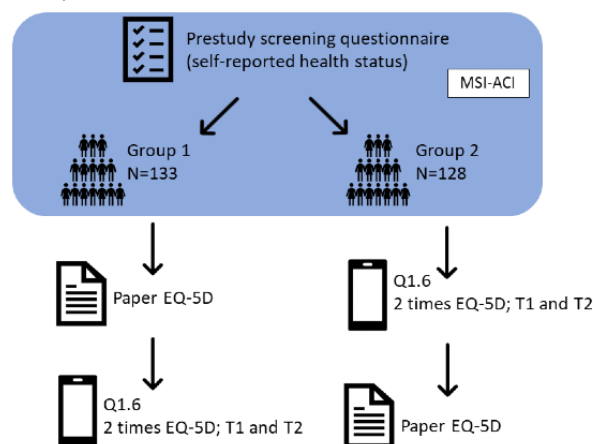 Prestudy screening questionnaire
(self-reported health status)
MSI-ACI
Group 1
N=133
Group 2
N=128
Paper EQ-5D
Q1.6
2 times EQ-5D; T1 and T2
Q1.6
2 times EQ-5D; T1 and T2
Paper EQ-5D